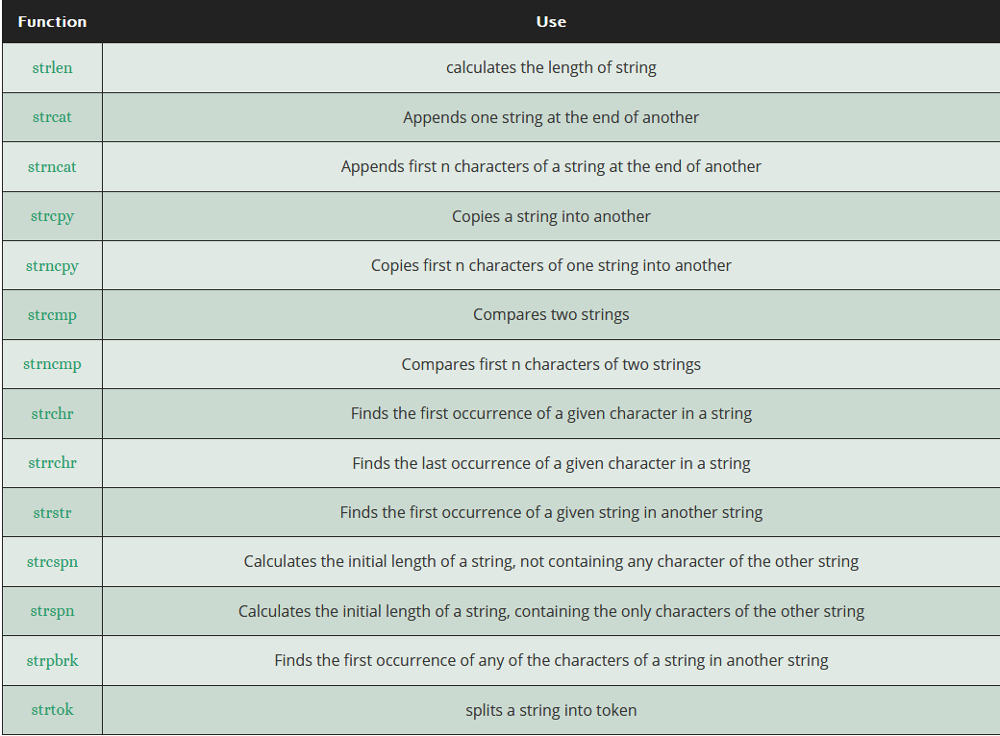 Function Use
strlen calculates the length of string
strcat Appends one string at the end of another
strncat Appends first n characters of a string at the end of another
strcpy Copies a string into another
strncpy Copies first n characters of one string into another
strcmp Compares two strings
strncmp Compares first n characters of two strings
strchr Finds the first occurrence of a given character in a string
strrchr Finds the last occurrence of a given character in a string
strstr Finds the first occurrence of a given string in another string
strcspn Calculates the initial length of a string, not containing any character of the other string
strspn Calculates the initial length of a string, containing the only characters of the other string
strpbrk Finds the first occurrence of any of the characters of a string in another string
strtok splits a string into token